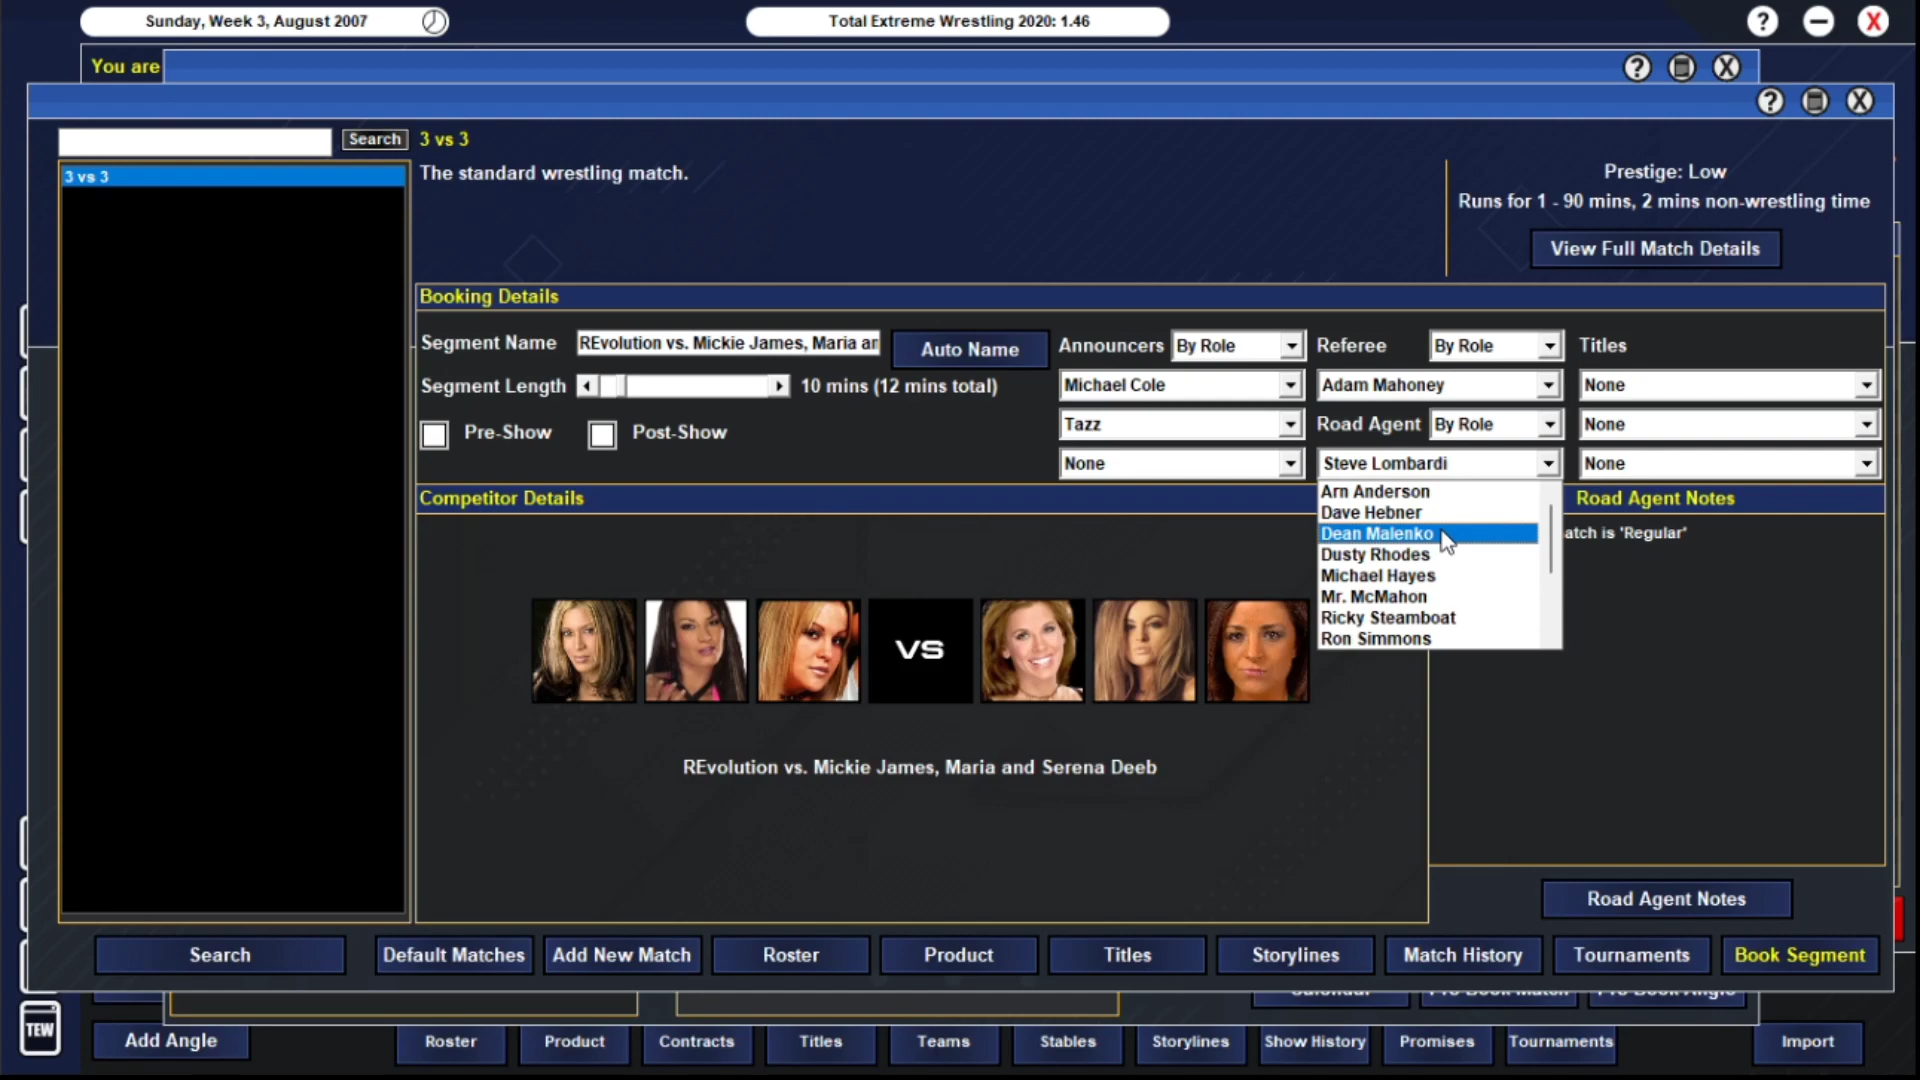 Sunday, Week 3, August 2007
Total Extreme Wrestling 2020: 1.46
? X
You are
? X
? X
Search
3 vs 3
3 vs 3
The standard wrestling match.
Prestige: Low
Runs for 1 - 90 mins, 2 mins non-wrestling time
View Full Match Details
Booking Details
Segment Name
REvolution vs. Mickie James, Maria an
Auto Name
Announcers
By Role
Referee
By Role
Titles
Segment Length
10 mins (12 mins total)
Michael Cole
Adam Mahoney
None
Pre-Show
Post-Show
Tazz
Road Agent
By Role
None
None
Steve Lombardi
None
Competitor Details
Road Agent Notes
Arn Anderson
Dave Hebner
Dean Malenko
Dusty Rhodes
Michael Hayes
Mr. McMahon
Ricky Steamboat
Ron Simmons
atch is 'Regular'
VS
REvolution vs. Mickie James, Maria and Serena Deeb
Road Agent Notes
Search
Default Matches
Add New Match
Roster
Product
Titles
Storylines
Match History
Tournaments
Book Segment
Calendar
Pre Book Match
Pre Book Angle
TEW
Add Angle
Roster
Product
Contracts
Titles
Teams
Stables
Storylines
Show History
Promises
Tournaments
Import